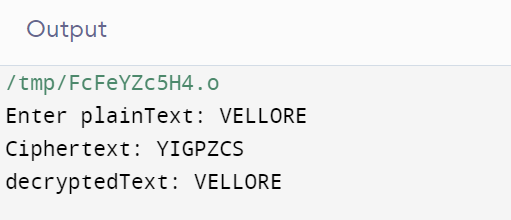 Output
/tmp/FcFeYZc5H4.o
Enter plainText: VELLORE
Ciphertext: YIGPZCS
decryptedText: VELLORE